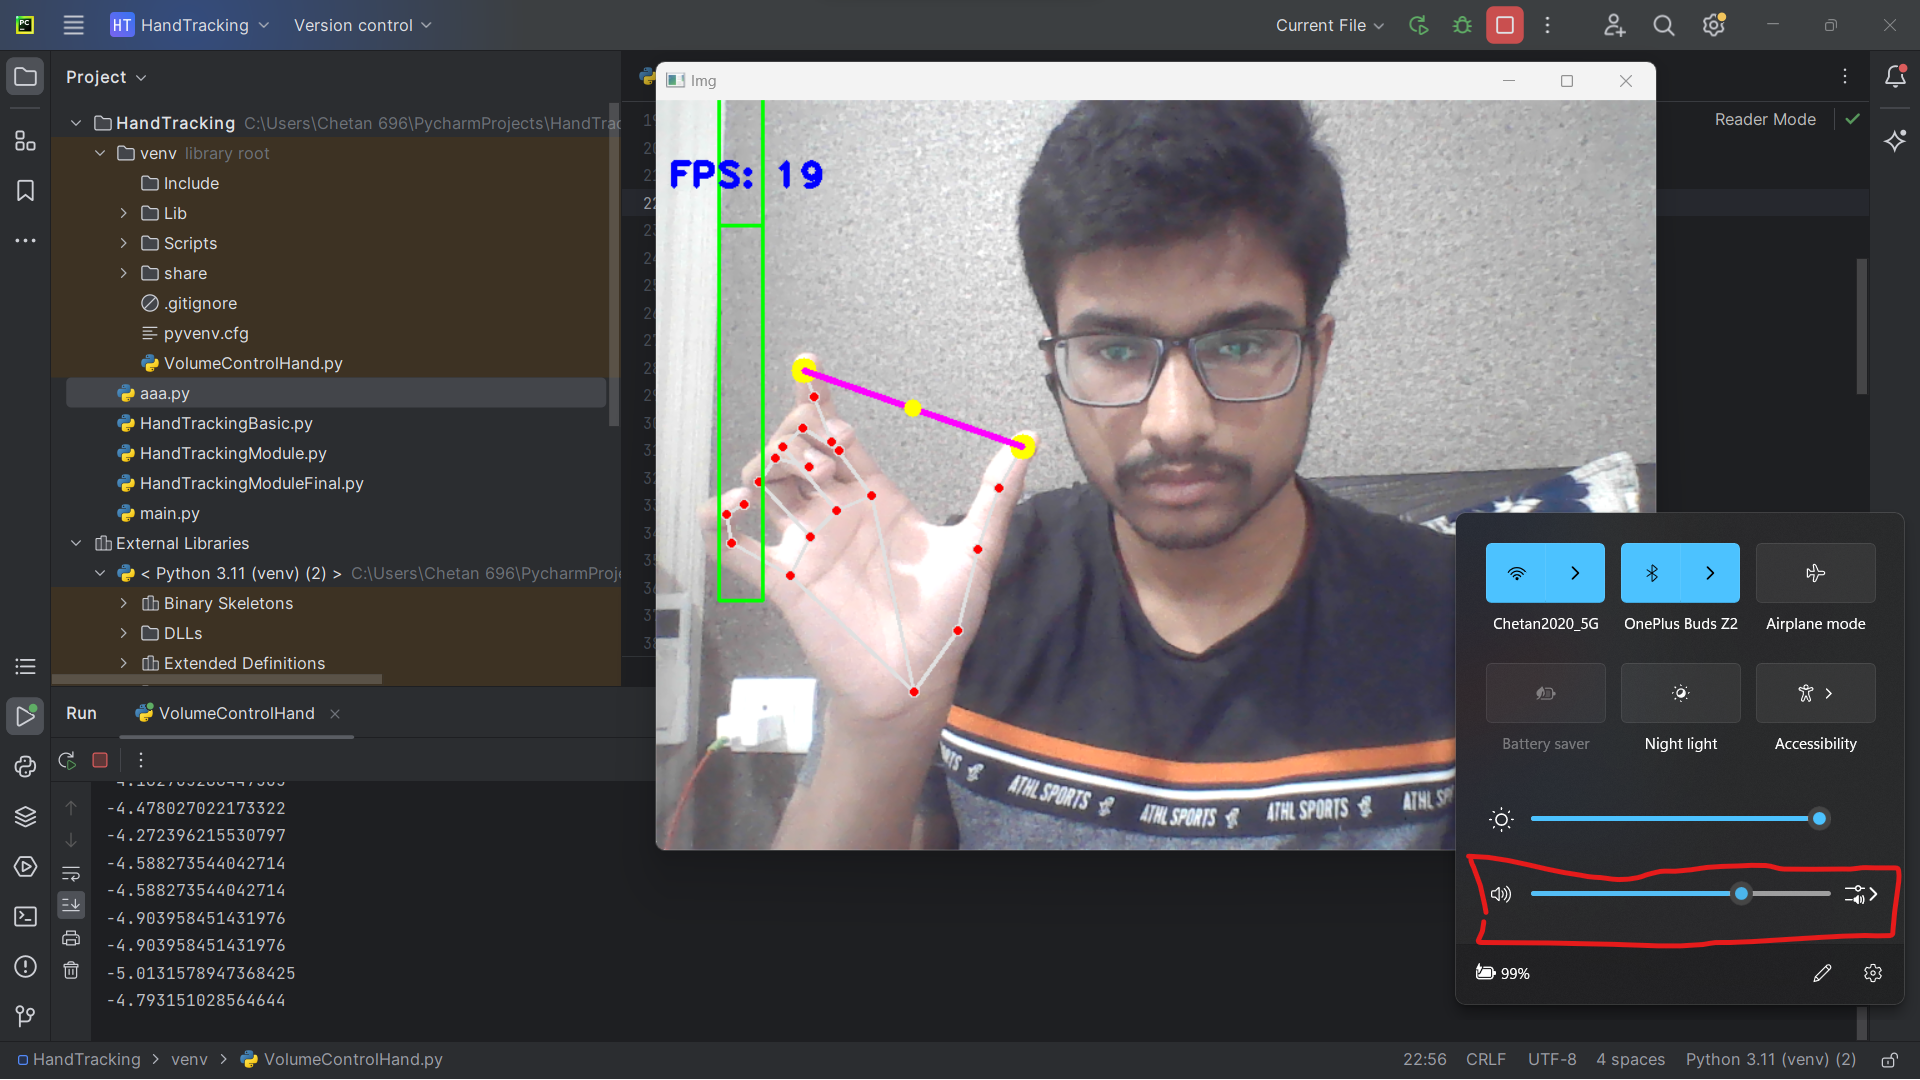 HT HandTracking
Version control
Current File
Project
HandTracking C:\Users\Chetan 696\PycharmProjects\HandTrac
venv library root
Include
Lib
Scripts
share
.gitignore
pyvenv.cfg
VolumeControlHand.py
aaa.py
HandTrackingBasic.py
HandTrackingModule.py
HandTrackingModuleFinal.py
main.py
External Libraries
< Python 3.11 (venv) (2) > C:\Users\Chetan 696\PycharmProj
Binary Skeletons
DLLs
Extended Definitions
Img
Reader Mode
FPS: 19
22
ATHL SPORTS
ATHL SPORTS
ATHL SPORTS
Chetan2020_5G
OnePlus Buds Z2
Airplane mode
Battery saver
Night light
Accessibility
99%
Run
VolumeControlHand
-4.478027022173322
-4.272396215530797
-4.588273544042714
-4.588273544042714
-4.903958451431976
-4.903958451431976
-5.0131578947368425
-4.793151028564644
HandTracking > venv > VolumeControlHand.py
22:56 CRLF UTF-8 4 spaces Python 3.11 (venv) (2)